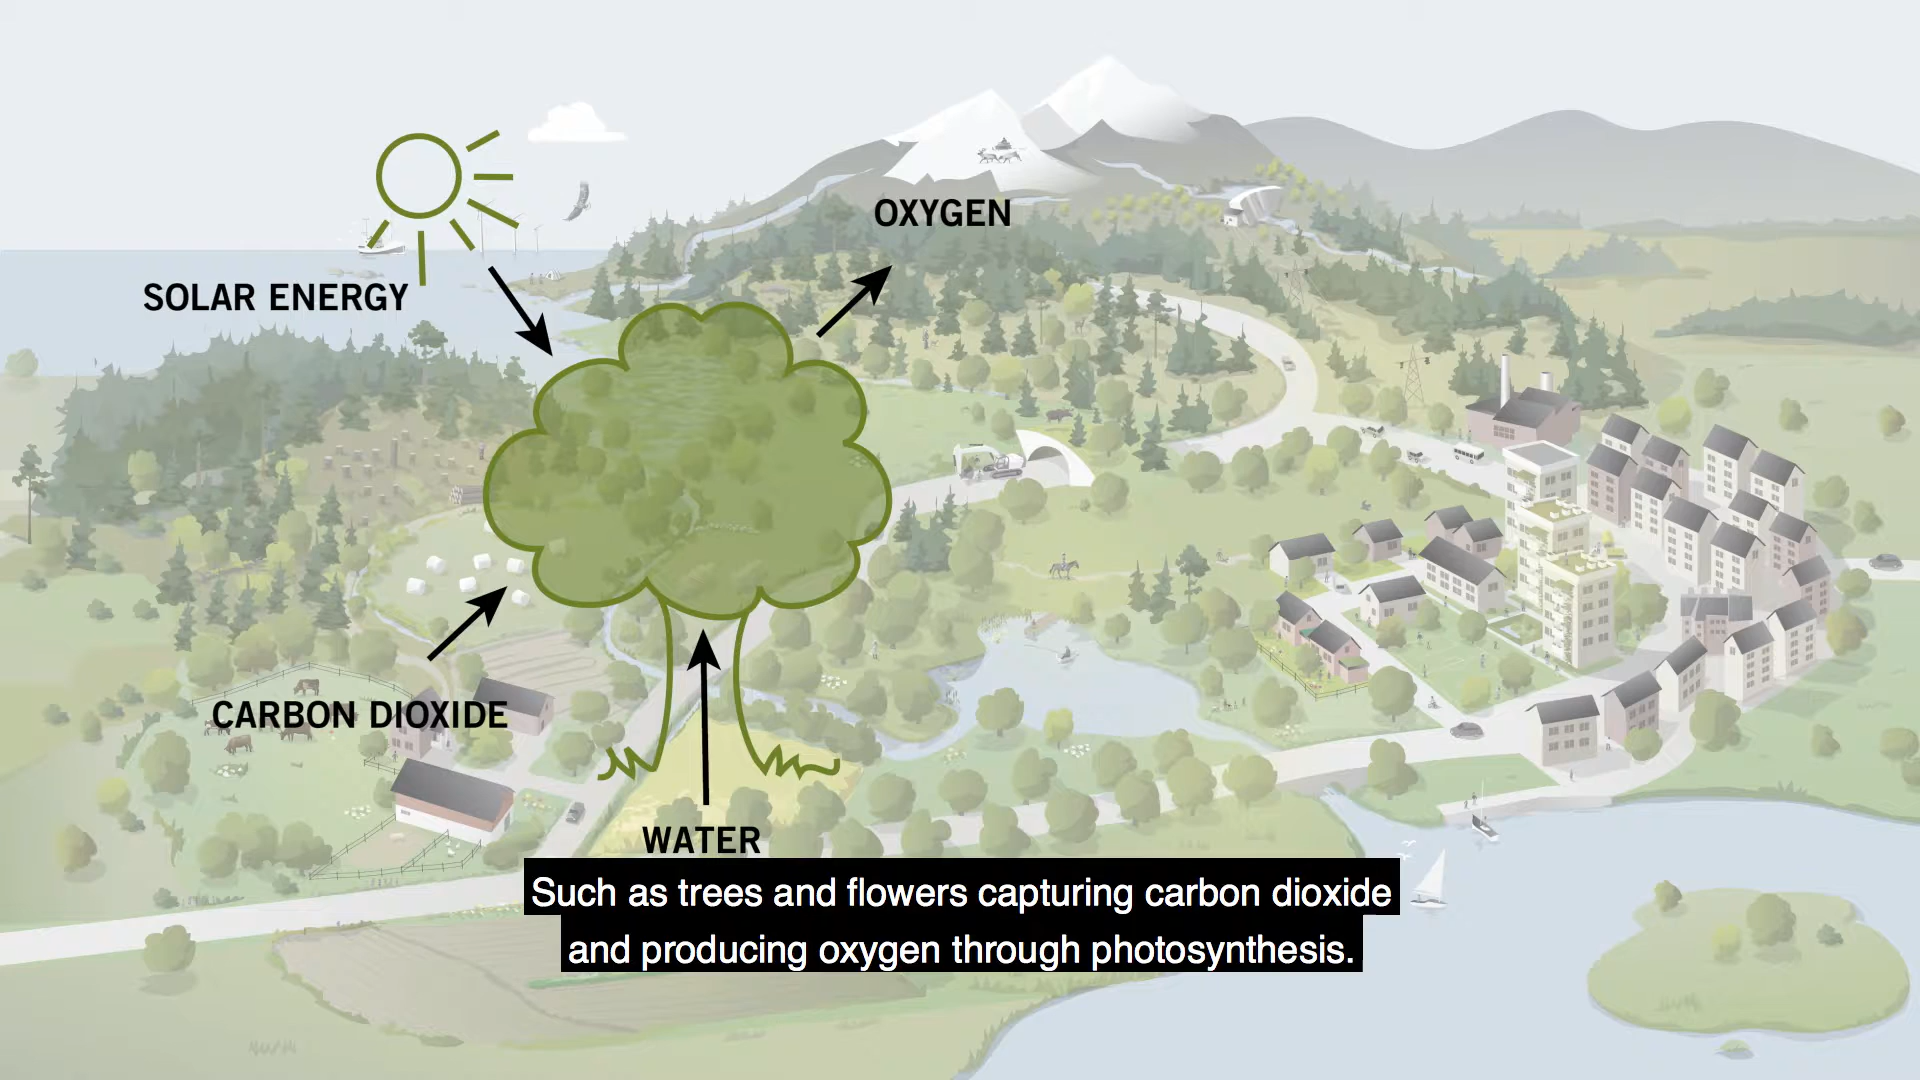 OXYGEN
SOLAR ENERGY
CARBON DIOXIDE
WATER
Such as trees and flowers capturing carbon dioxide
and producing oxygen through photosynthesis.